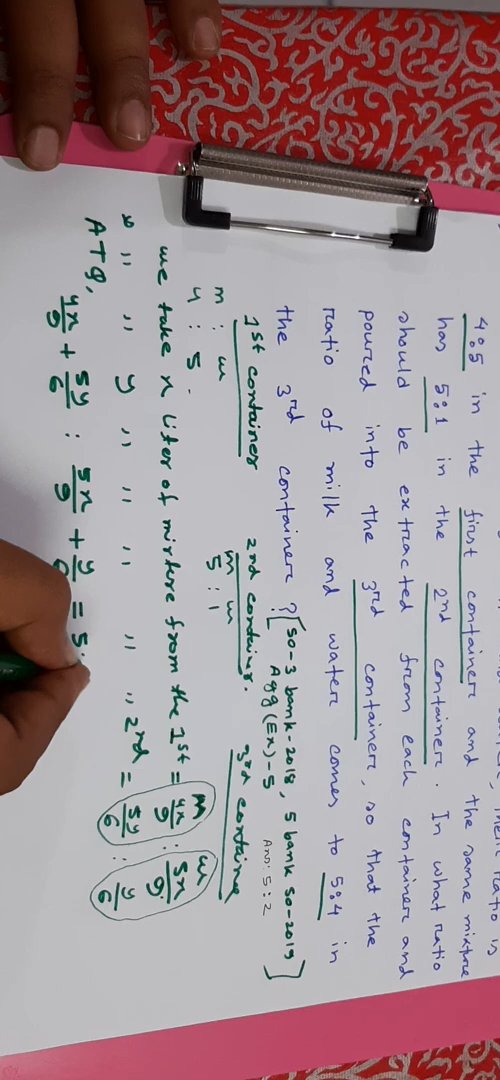 their ratio is
4:5 in the first container and the same mixture
has 5:1 in the 2nd container. In what ratio
should be extracted from each container and
poured into the 3rd container, so that the
ratio of milk and water comes to 5:4 in
the 3rd container? [SO-3 bank-2018, 5 bank SO-2019]
Agg (Ex)-5 Ans: 5:2
1st container 2nd container. 3rd containe
m : w m w
4 : 5 5 : 1
M W
we take x liter of mixture from the 1st = 4x/9 : 5x/9
" " " y " " " " " 2nd = 5y/6 : y/6
ATQ,
4x/9 + 5y/6 : 5x/9 + y/6 = 5: